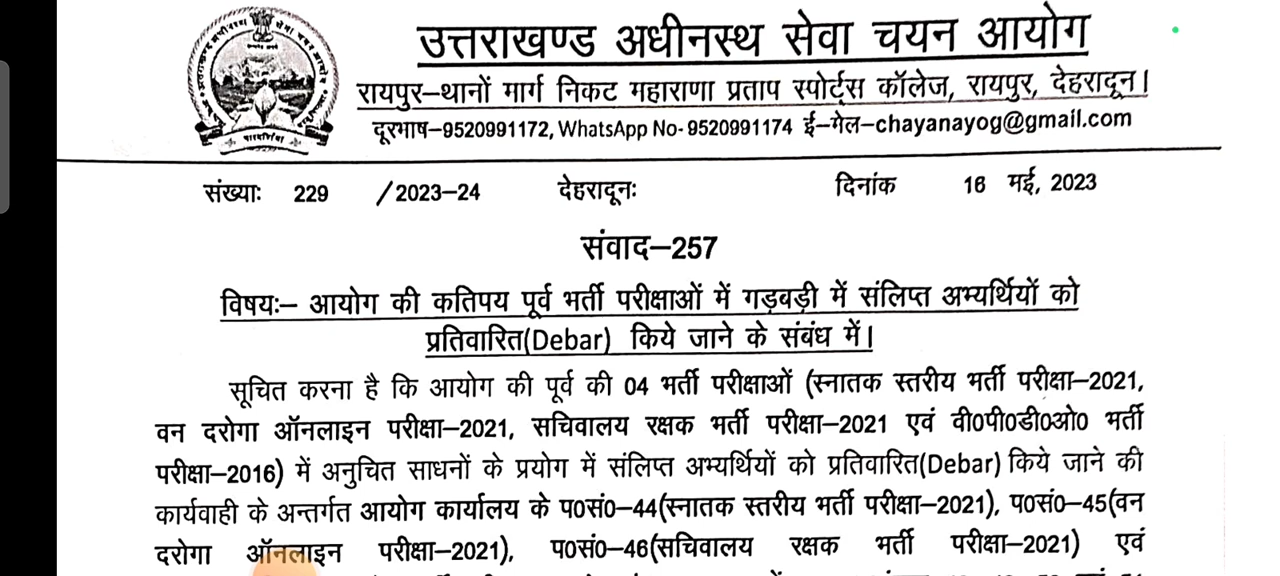 उत्तराखण्ड अधीनस्थ सेवा चयन आयोग
रायपुर–थानों मार्ग निकट महाराणा प्रताप स्पोर्ट्स कॉलेज, रायपुर, देहरादून।
दूरभाष–9520991172, WhatsApp No- 9520991174 ई–मेल–chayanayog@gmail.com
संख्याः 229 /2023–24 देहरादूनः दिनांक 16 मई, 2023
संवाद–257
विषयः– आयोग की कतिपय पूर्व भर्ती परीक्षाओं में गड़बड़ी में संलिप्त अभ्यर्थियों को
प्रतिवारित(Debar) किये जाने के संबंध में।
सूचित करना है कि आयोग की पूर्व की 04 भर्ती परीक्षाओं (स्नातक स्तरीय भर्ती परीक्षा–2021,
वन दरोगा ऑनलाइन परीक्षा–2021, सचिवालय रक्षक भर्ती परीक्षा–2021 एवं वी0पी0डी0ओ0 भर्ती
परीक्षा–2016) में अनुचित साधनों के प्रयोग में संलिप्त अभ्यर्थियों को प्रतिवारित(Debar) किये जाने की
कार्यवाही के अन्तर्गत आयोग कार्यालय के प0सं0–44(स्नातक स्तरीय भर्ती परीक्षा–2021), प0सं0–45(वन
दरोगा ऑनलाइन परीक्षा–2021), प0सं0–46(सचिवालय रक्षक भर्ती परीक्षा–2021) एवं